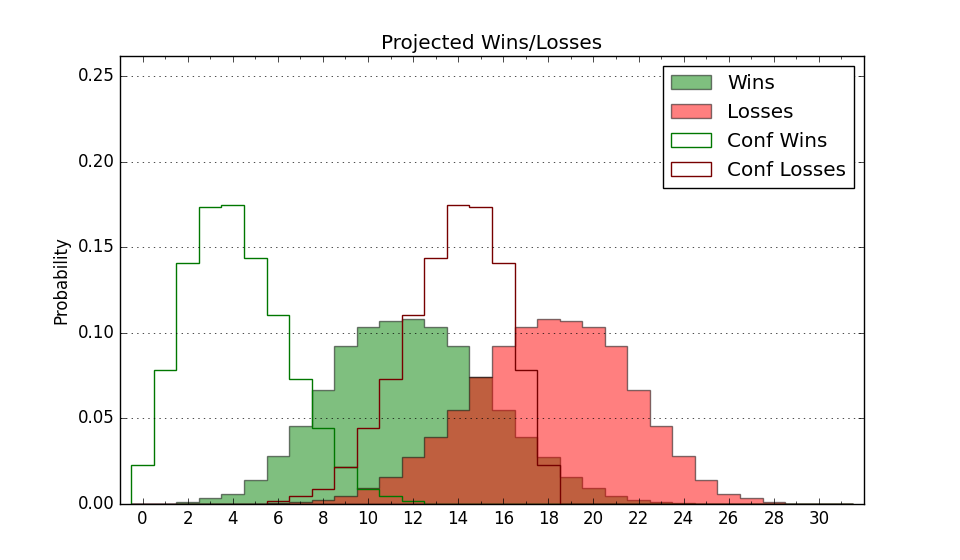 Projected Wins/Losses
0.25
0.20
0.15
0.10
0.05
0.00
Probability
Wins
Losses
Conf Wins
Conf Losses
0 2 4 6 8 10 12 14 16 18 20 22 24 26 28 30